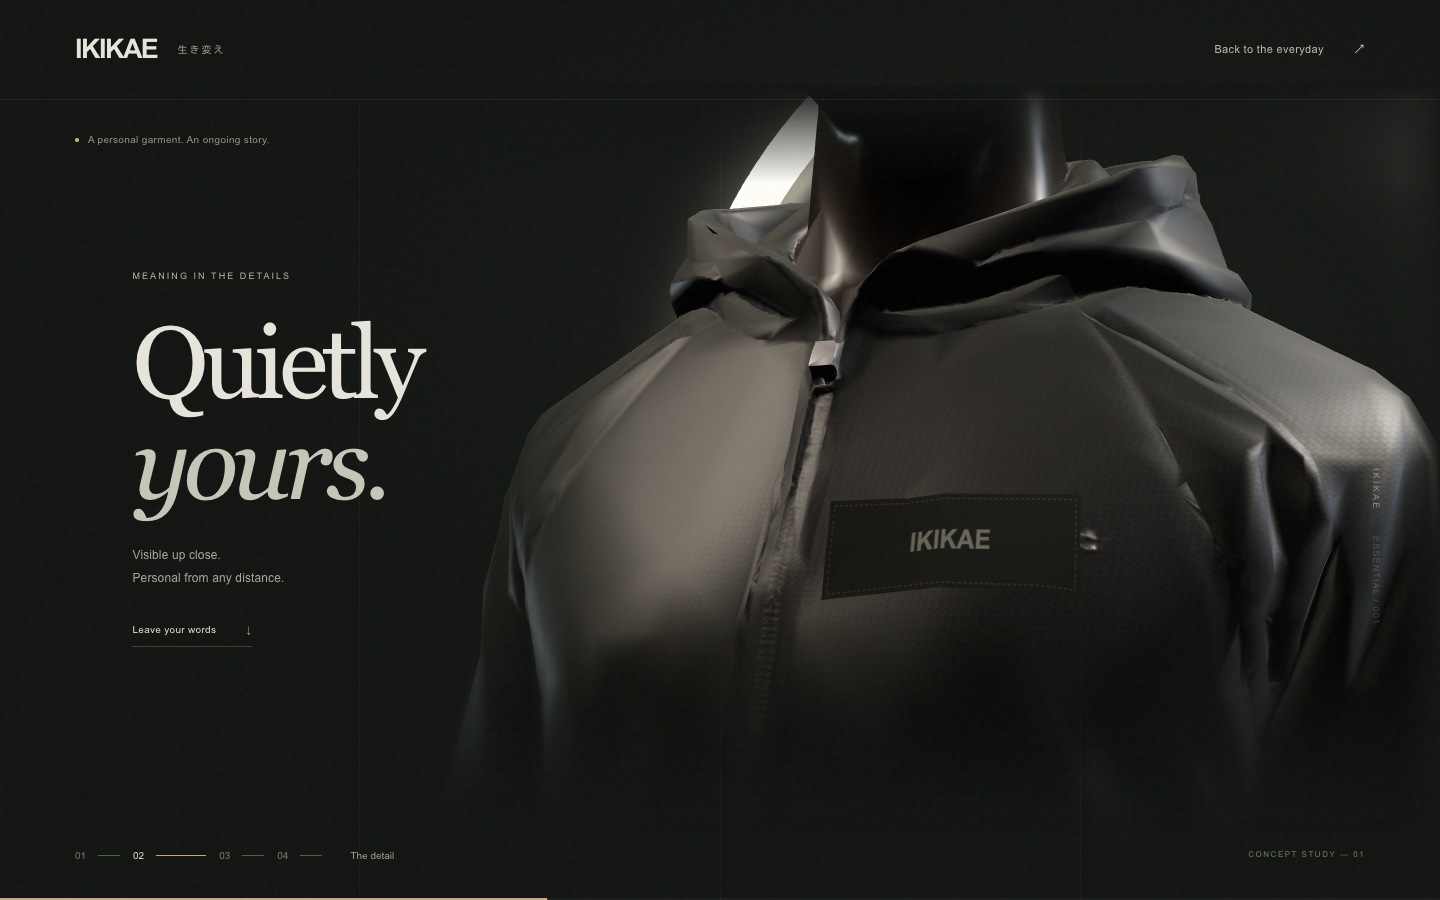 IKIKAE 生き変え
Back to the everyday ↗
A personal garment. An ongoing story.
MEANING IN THE DETAILS
Quietly
yours.
Visible up close.
Personal from any distance.
Leave your words ↓
IKIKAE
IKIKAE ESSENTIAL / 001
01 02 03 04 The detail
CONCEPT STUDY — 01